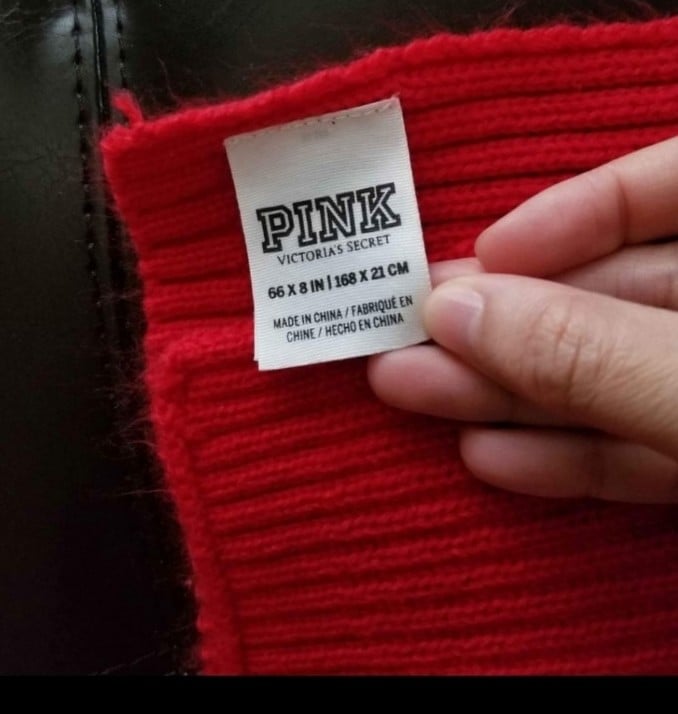 PINK
VICTORIA'S SECRET
66 X 8 IN | 168 X 21 CM
MADE IN CHINA / FABRIQUÉ EN
CHINE / HECHO EN CHINA